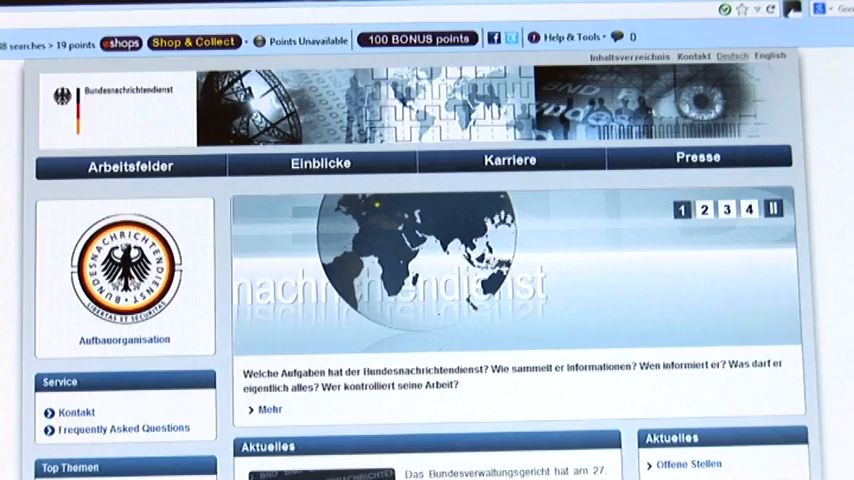 searches > 19 points eshops Shop & Collect Points Unavailable 100 BONUS points Help & Tools 0
Inhaltsverzeichnis Kontakt Deutsch English
Bundesnachrichtendienst
BND
Arbeitsfelder Einblicke Karriere Presse
1 2 3 4
BUNDESNACHRICHTENDIENST
LIBERTAS ET SECURITAS
Aufbauorganisation
nachrichtendienst
Welche Aufgaben hat der Bundesnachrichtendienst? Wie sammelt er Informationen? Wen informiert er? Was darf er
eigentlich alles? Wer kontrolliert seine Arbeit?
Mehr
Service
Kontakt
Frequently Asked Questions
Top Themen
Aktuelles
Das Bundesverwaltungsgericht hat am 27.
Aktuelles
Offene Stellen